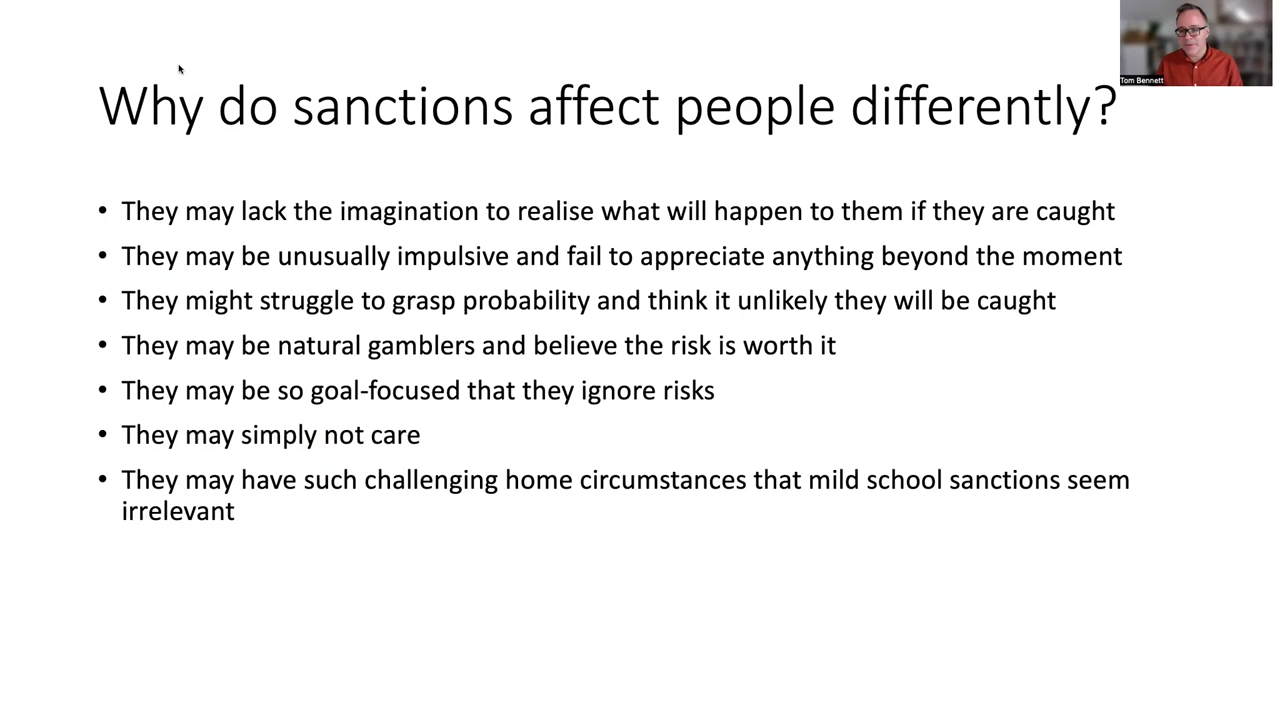 Tom Bennett
Why do sanctions affect people differently?
• They may lack the imagination to realise what will happen to them if they are caught
• They may be unusually impulsive and fail to appreciate anything beyond the moment
• They might struggle to grasp probability and think it unlikely they will be caught
• They may be natural gamblers and believe the risk is worth it
• They may be so goal-focused that they ignore risks
• They may simply not care
• They may have such challenging home circumstances that mild school sanctions seem
irrelevant